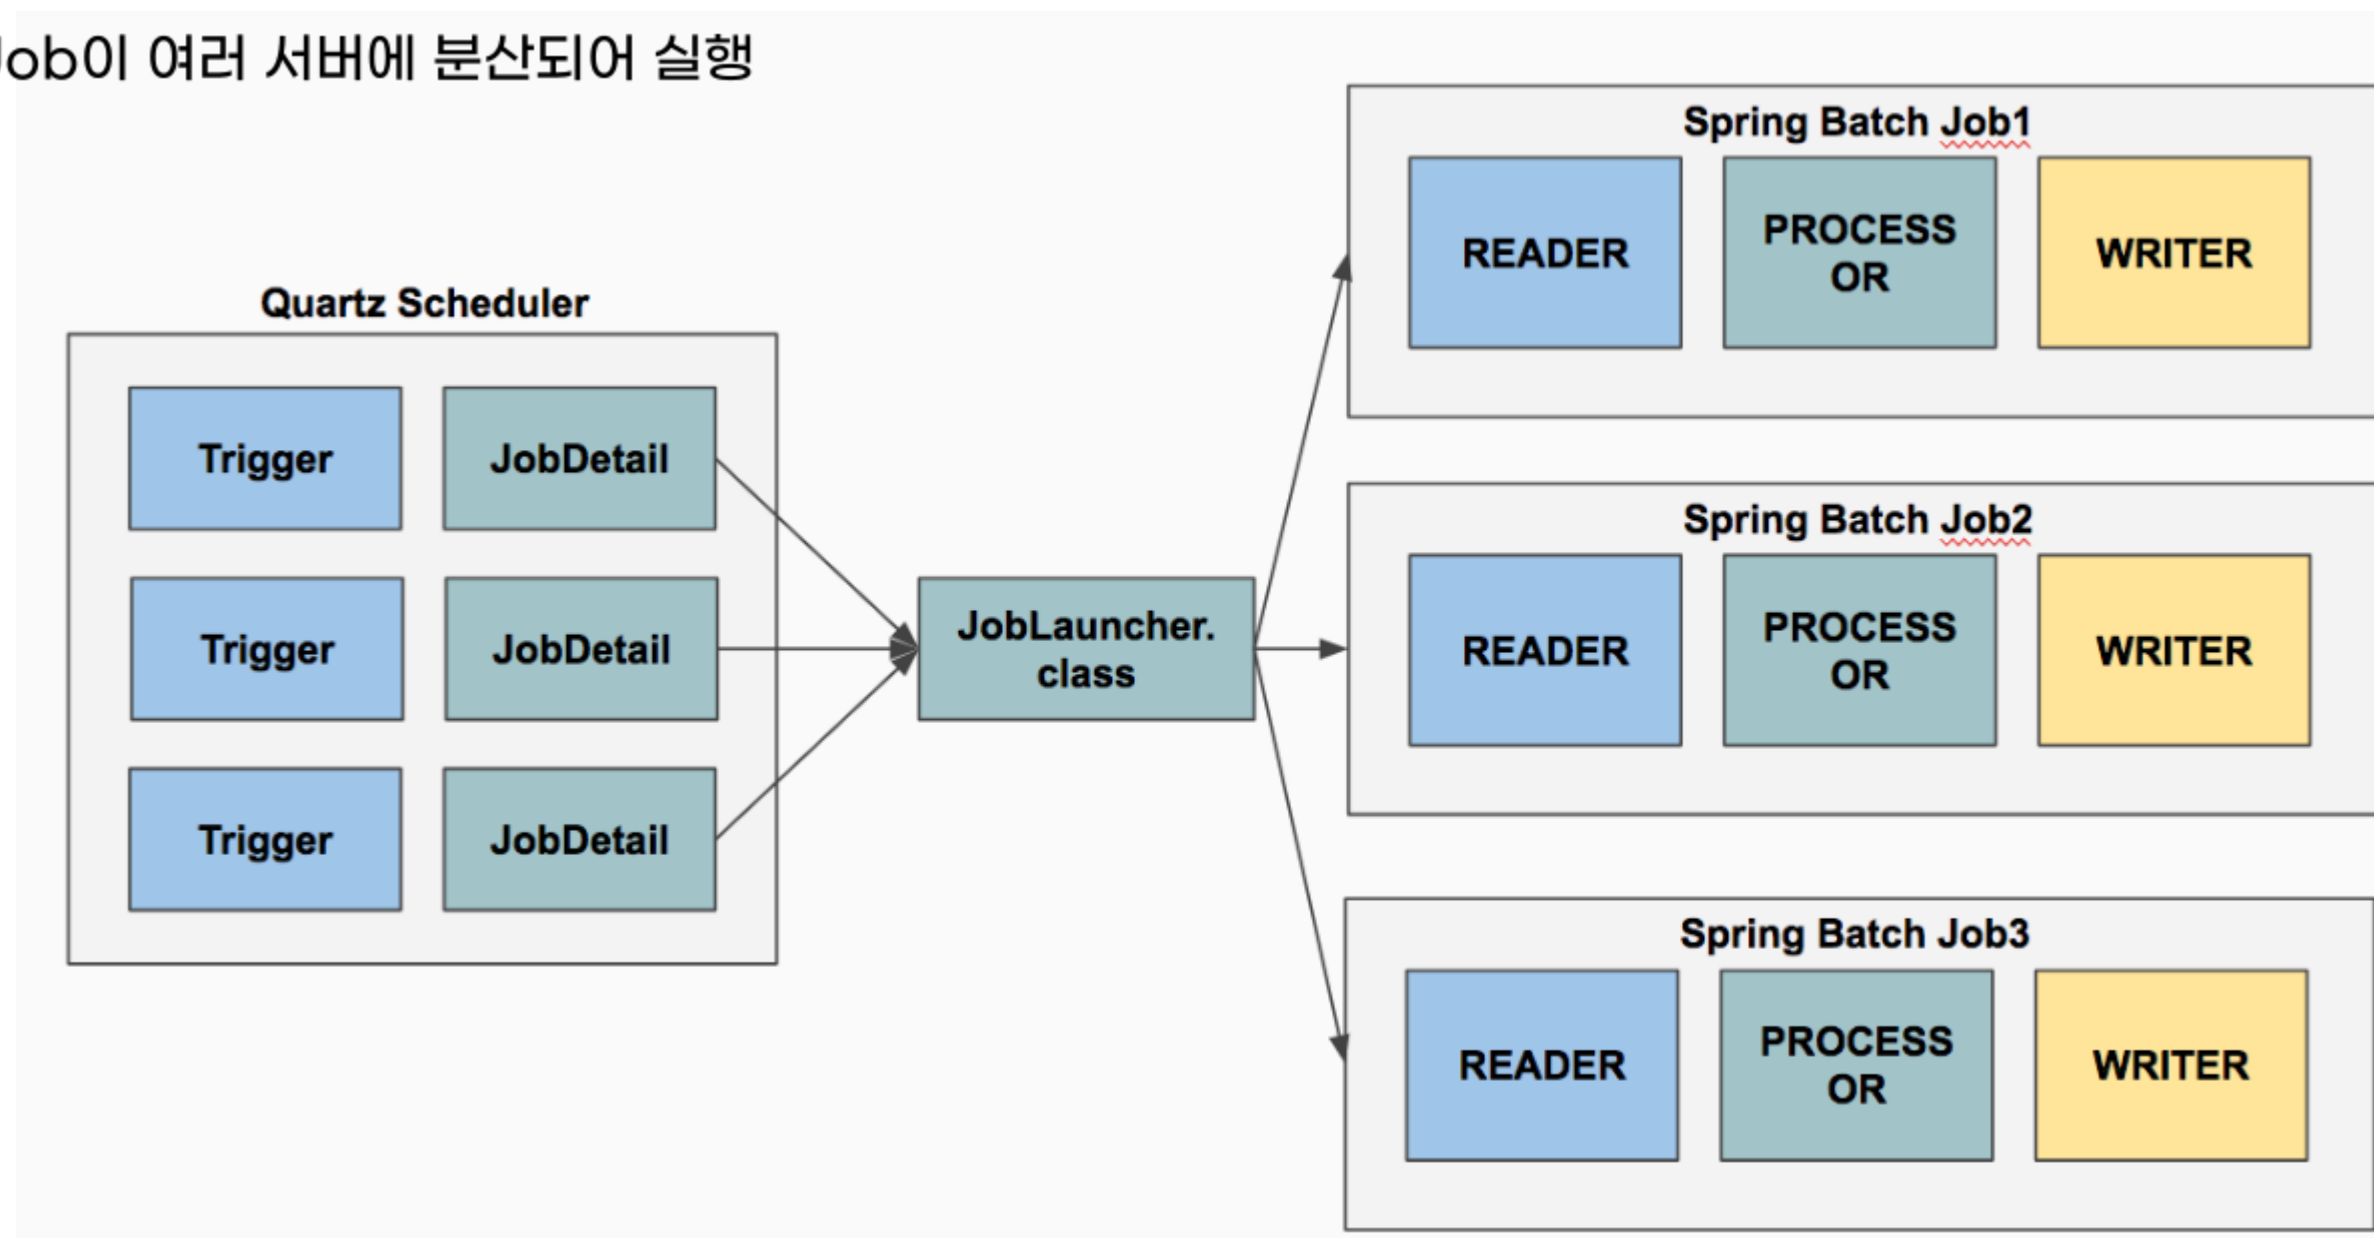 Job이 여러 서버에 분산되어 실행
Quartz Scheduler
Trigger
JobDetail
Trigger
JobDetail
Trigger
JobDetail
JobLauncher.
class
Spring Batch Job1
READER
PROCESS
OR
WRITER
Spring Batch Job2
READER
PROCESS
OR
WRITER
Spring Batch Job3
READER
PROCESS
OR
WRITER